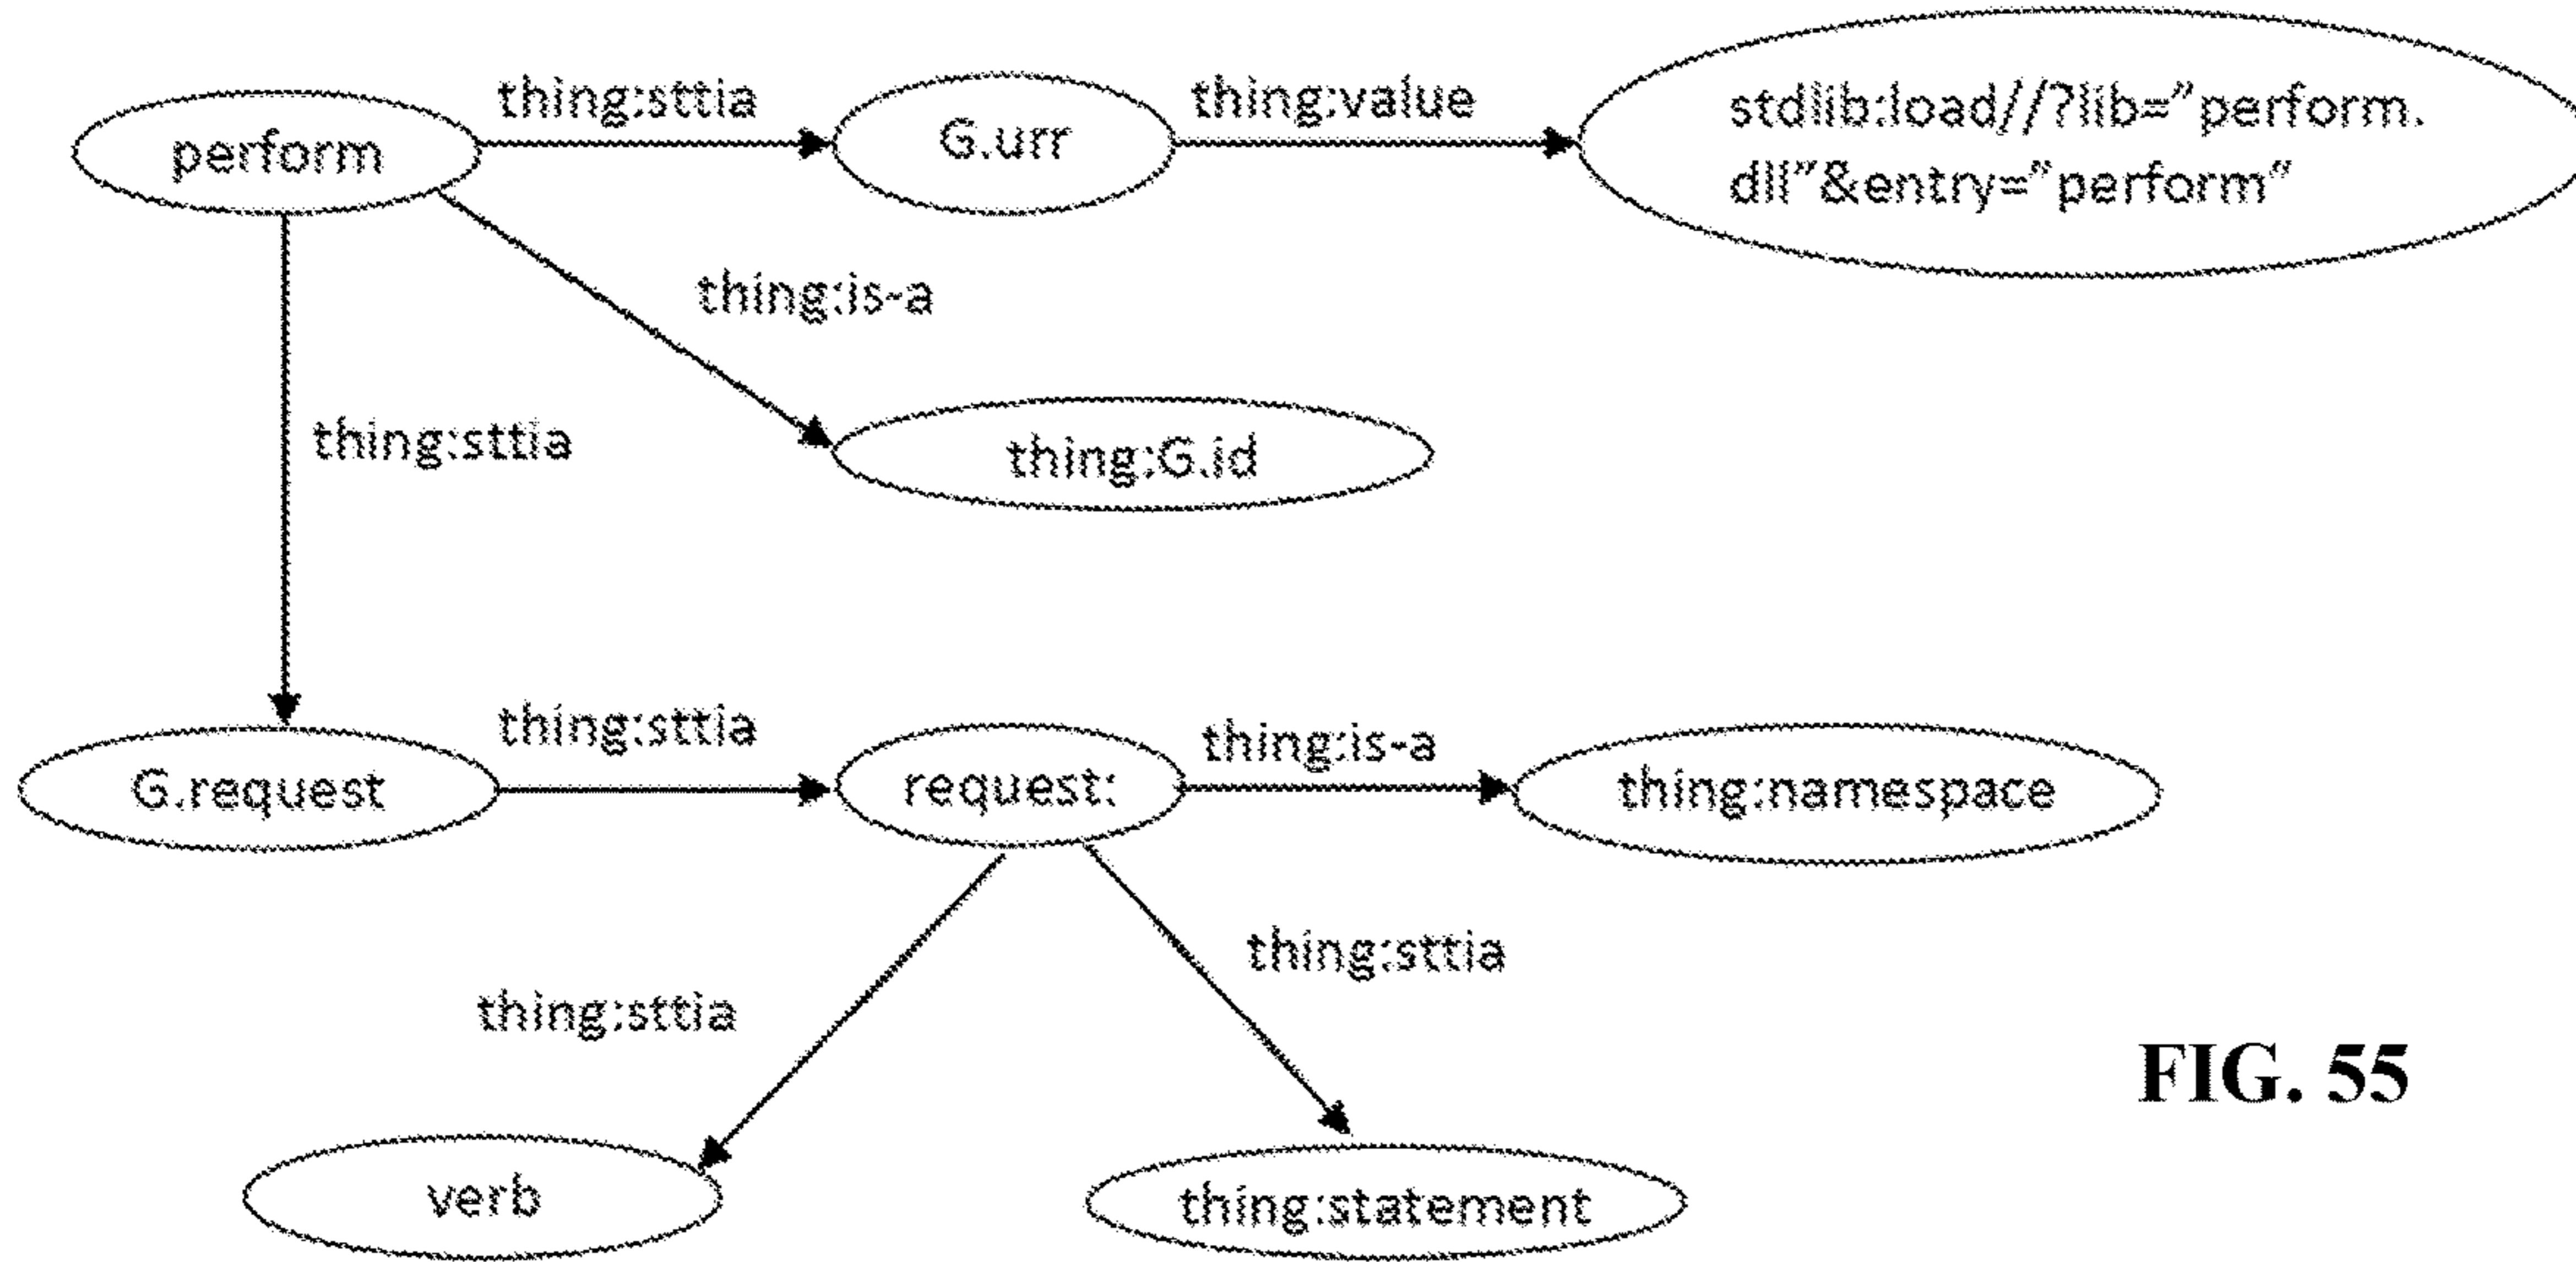 thing:sttia
thing:value
perform
G.urr
stdlib:load//?lib=”perform.
dll”&entry=”perform”
thing:is-a
thing:sttia
thing:G.id
thing:sttia
thing:is-a
G.request
request:
thing:namespace
thing:sttia
thing:sttia
verb
thing:statement
FIG. 55